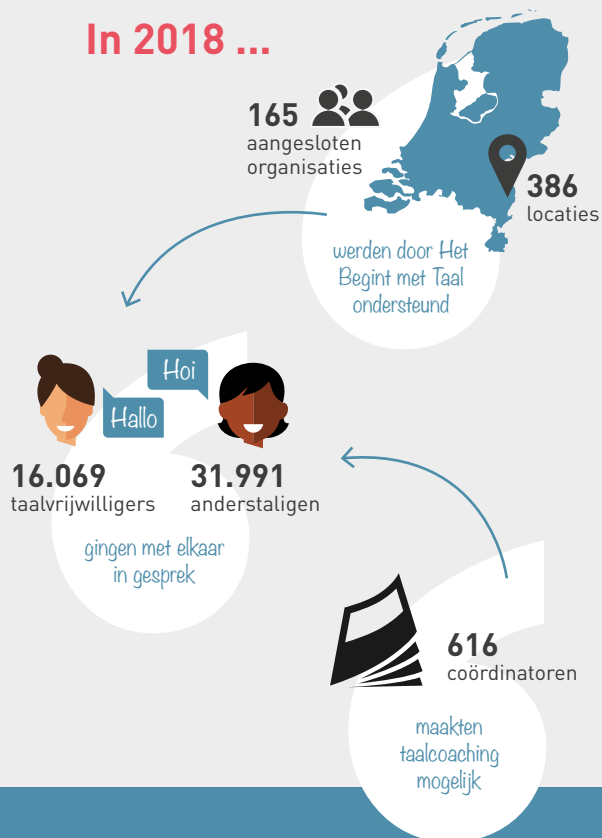 In 2018 ...
165
aangesloten
organisaties
386
locaties
werden door Het
Begint met Taal
ondersteund
Hoi
Hallo
16.069
taalvrijwilligers
31.991
anderstaligen
gingen met elkaar
in gesprek
616
coördinatoren
maakten
taalcoaching
mogelijk